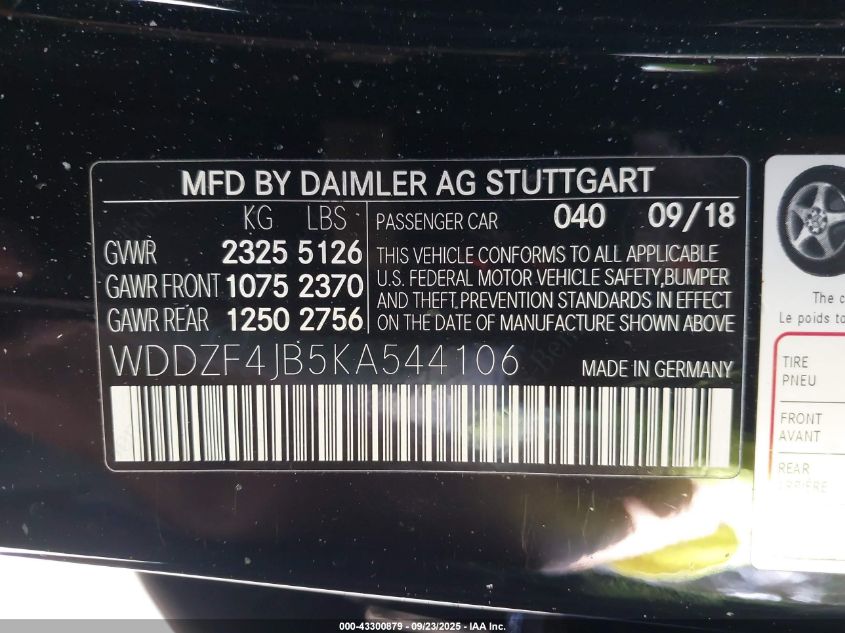 MFD BY DAIMLER AG STUTTGART
KG LBS
GVWR 2325 5126
GAWR FRONT 1075 2370
GAWR REAR 1250 2756
PASSENGER CAR 040 09/18
THIS VEHICLE CONFORMS TO ALL APPLICABLE
U.S. FEDERAL MOTOR VEHICLE SAFETY, BUMPER
AND THEFT, PREVENTION STANDARDS IN EFFECT
ON THE DATE OF MANUFACTURE SHOWN ABOVE
WDDZF4JB5KA544106 MADE IN GERMANY
The c
Le poids to
TIRE
PNEU
FRONT
AVANT
REAR
ARRIÈRE
000-43300879 - 09/23/2025 - IAA Inc.